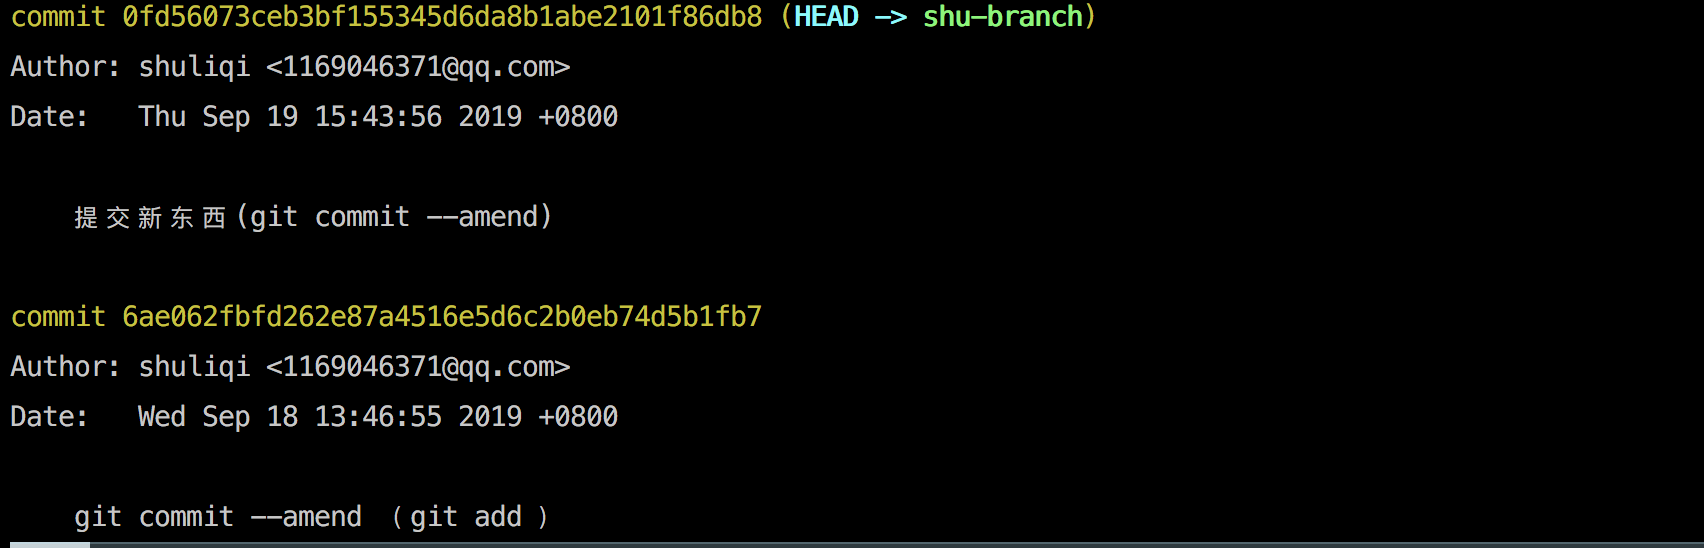 commit 0fd56073ceb3bf155345d6da8b1abe2101f86db8 (HEAD -> shu-branch)
Author: shuliqi <1169046371@qq.com>
Date:   Thu Sep 19 15:43:56 2019 +0800
提交新东西(git commit --amend)
commit 6ae062fbfd262e87a4516e5d6c2b0eb74d5b1fb7
Author: shuliqi <1169046371@qq.com>
Date:   Wed Sep 18 13:46:55 2019 +0800
git commit --amend （git add ）